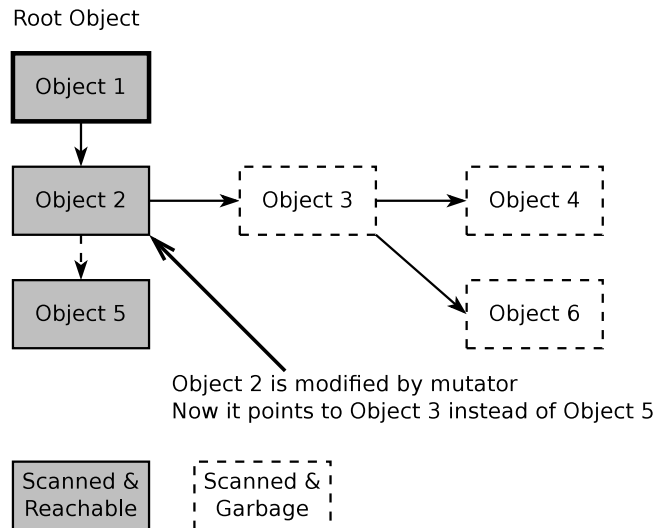 Root Object
Object 1
Object 2
Object 3
Object 4
Object 5
Object 6
Object 2 is modified by mutator
Now it points to Object 3 instead of Object 5
Scanned &
Reachable
Scanned &
Garbage